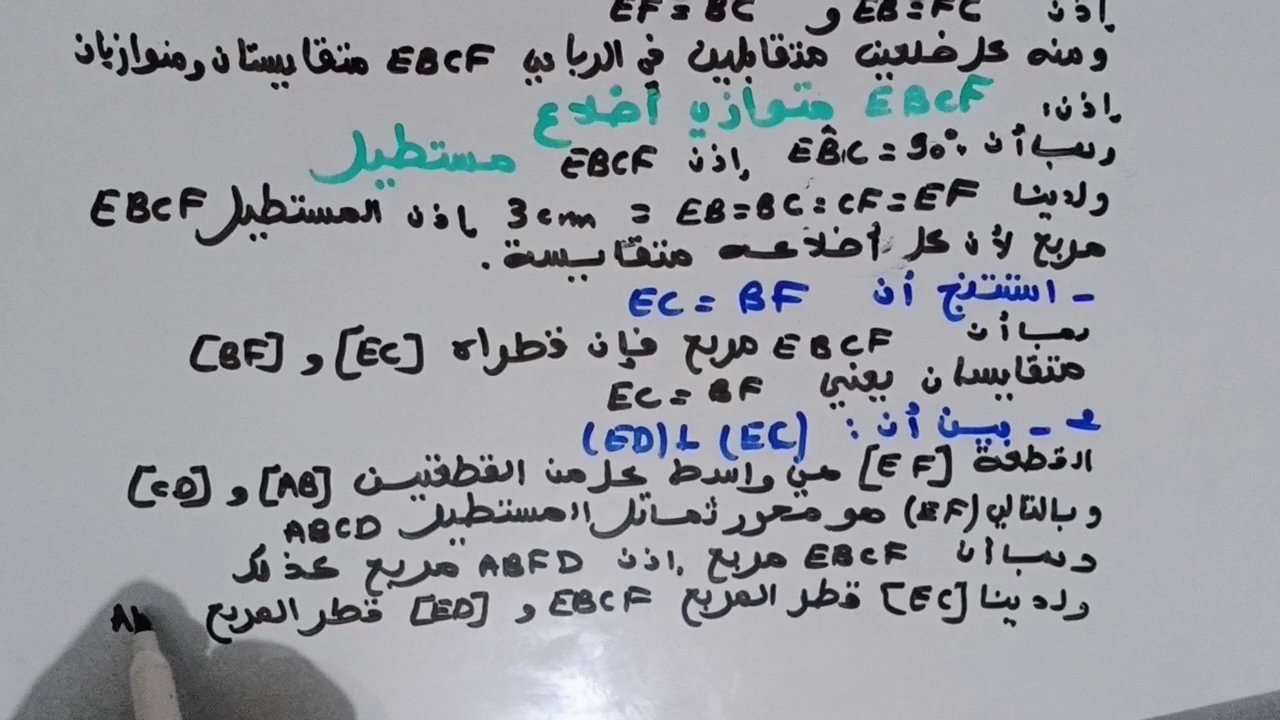 إذن EB=FC و EF=BC
ومنه كل ضلعين متقابلين في الرباعي EBCF متقايستان ومتوازيان
إذن: EBCF متوازي أضلاع
وبما أن EB̂C = 90° إذن EBCF مستطيل
ولدينا EB=BC=CF=EF = 3cm إذن المستطيل EBCF
مربع لأن كل أضلاعه متقايسة.
- استنتج أن EC = BF
بما أن EBCF مربع فإن قطراه [EC] و [BF]
متقايسان يعني EC = BF
2 - بين أن: (ED)⊥(EC)
القطعة [EF] هي واسط كل من القطعتين [AB] و [CD]
وبالتالي (EF) هو محور تماثل المستطيل ABCD
وبما أن EBCF مربع إذن ABFD مربع كذلك
ولدينا [EC] قطر المربع EBCF و [ED] قطر المربع